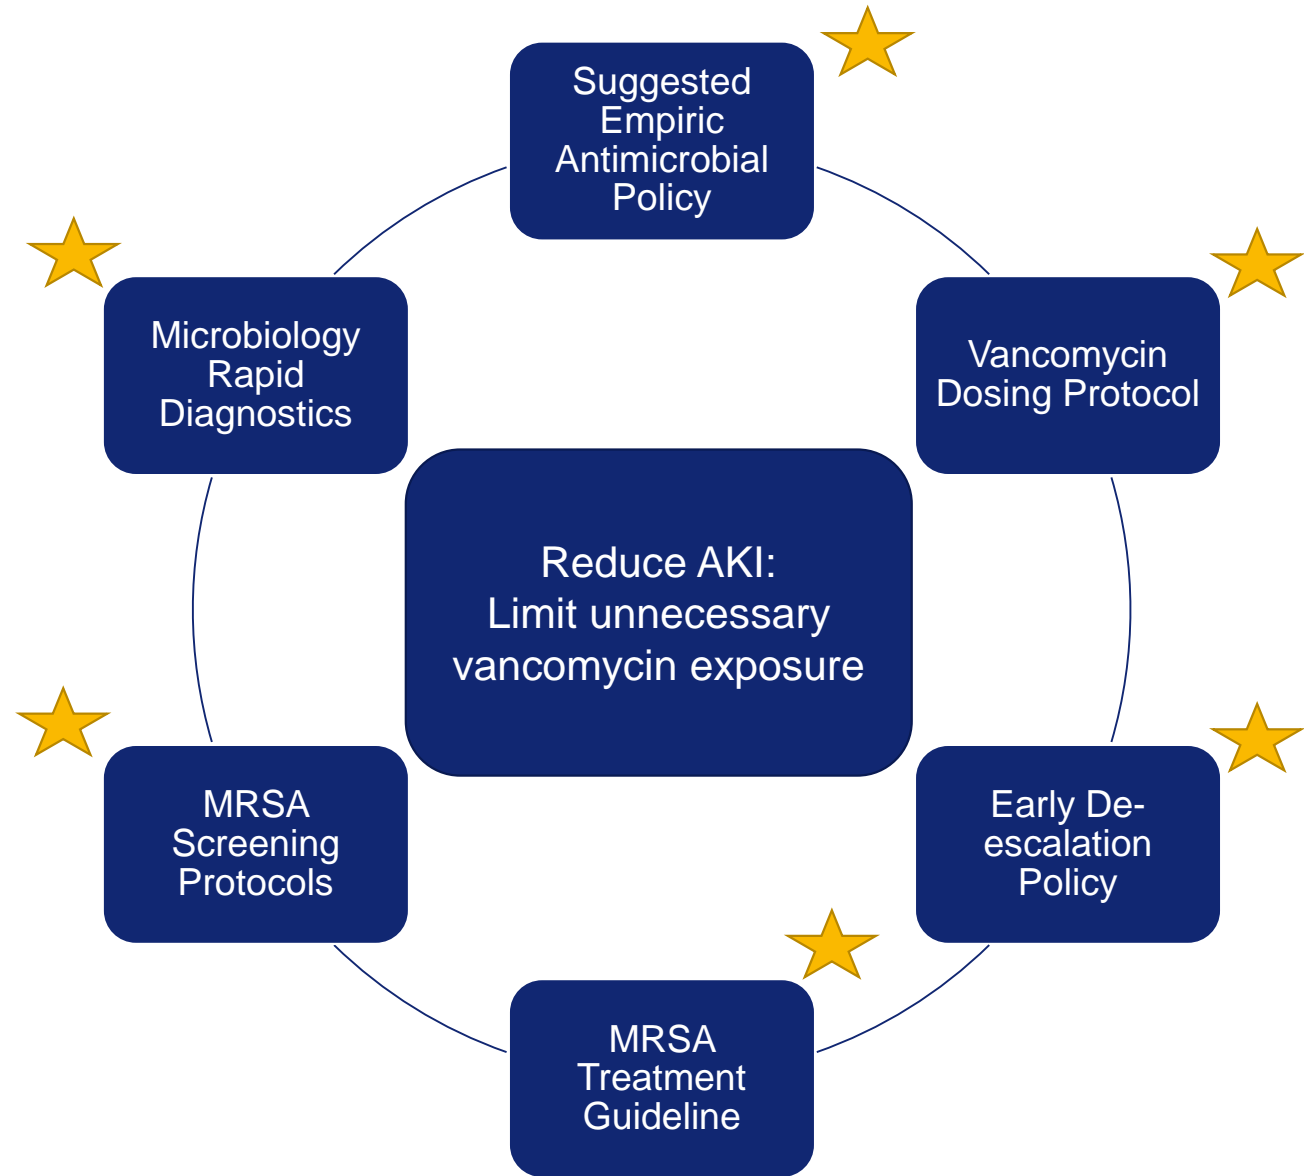 Suggested
Empiric
Antimicrobial
Policy
Microbiology
Rapid
Diagnostics
Vancomycin
Dosing Protocol
Reduce AKI:
Limit unnecessary
vancomycin exposure
MRSA
Screening
Protocols
Early De-
escalation
Policy
MRSA
Treatment
Guideline